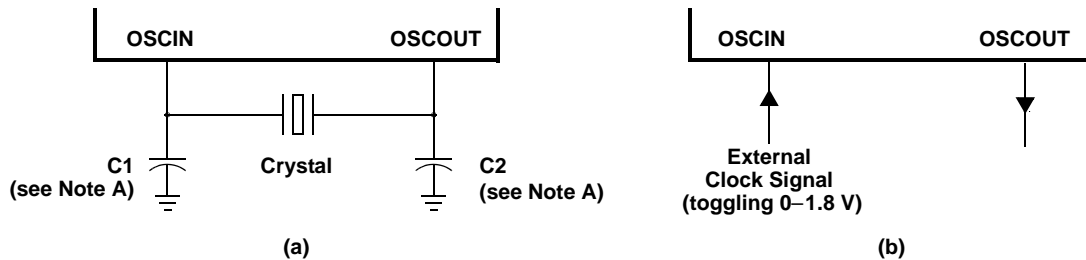 OSCIN OSCOUT
C1
(see Note A)
Crystal
C2
(see Note A)
(a)
OSCIN OSCOUT
External
Clock Signal
(toggling 0–1.8 V)
(b)